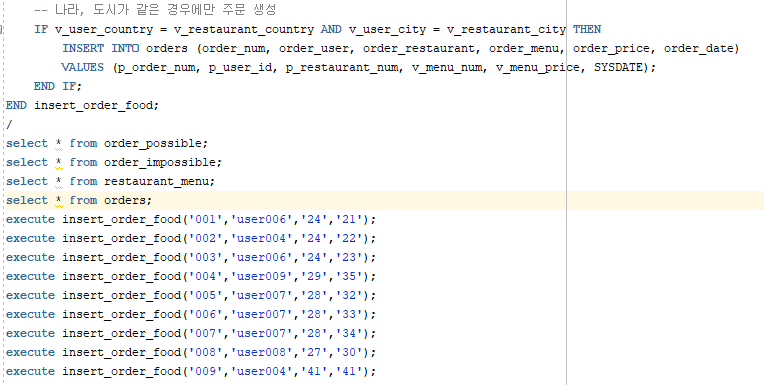 -- 나라, 도시가 같은 경우에만 주문 생성
IF v_user_country = v_restaurant_country AND v_user_city = v_restaurant_city THEN
INSERT INTO orders (order_num, order_user, order_restaurant, order_menu, order_price, order_date)
VALUES (p_order_num, p_user_id, p_restaurant_num, v_menu_num, v_menu_price, SYSDATE);
END IF;
END insert_order_food;
/
select * from order_possible;
select * from order_impossible;
select * from restaurant_menu;
select * from orders;
execute insert_order_food('001','user006','24','21');
execute insert_order_food('002','user004','24','22');
execute insert_order_food('003','user006','24','23');
execute insert_order_food('004','user009','29','35');
execute insert_order_food('005','user007','28','32');
execute insert_order_food('006','user007','28','33');
execute insert_order_food('007','user007','28','34');
execute insert_order_food('008','user008','27','30');
execute insert_order_food('009','user004','41','41');